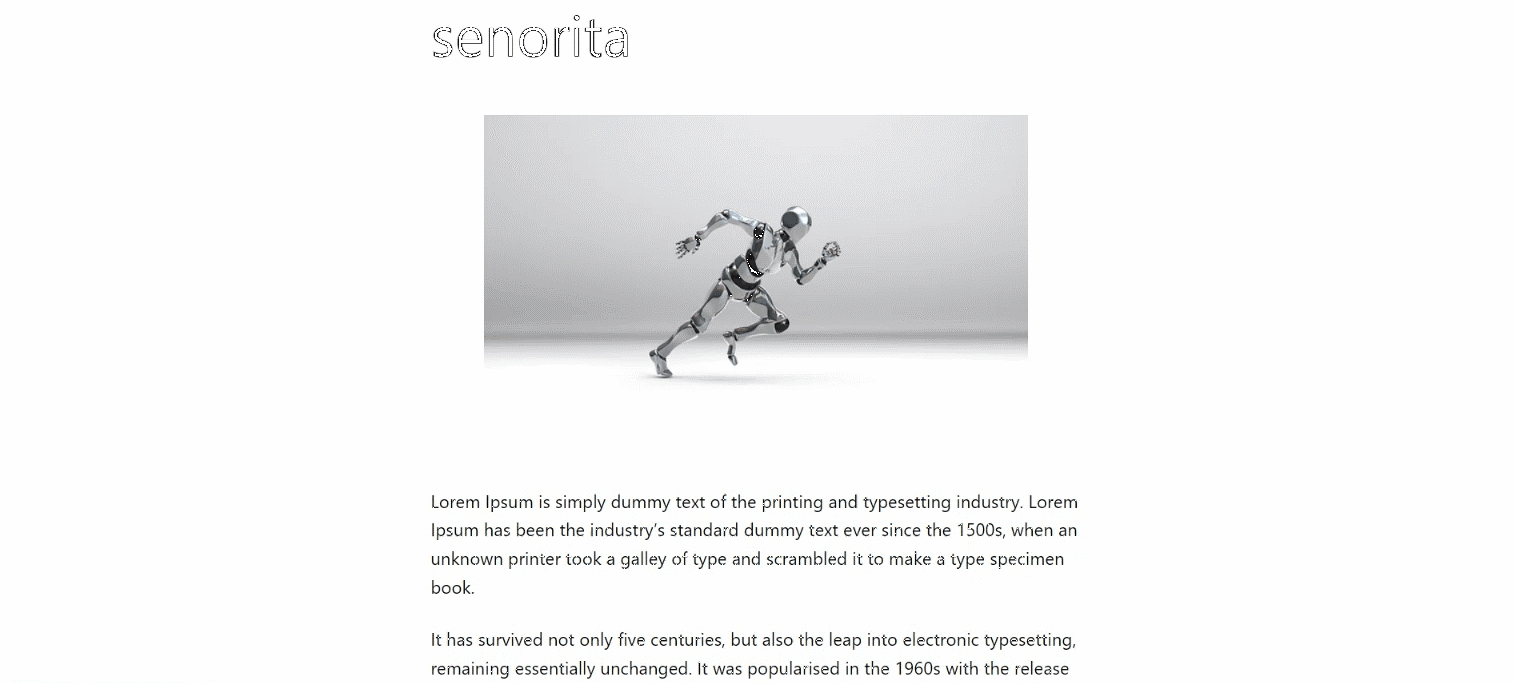 senorita
Lorem Ipsum is simply dummy text of the printing and typesetting industry. Lorem
Ipsum has been the industry's standard dummy text ever since the 1500s, when an
unknown printer took a galley of type and scrambled it to make a type specimen
book.
It has survived not only five centuries, but also the leap into electronic typesetting,
remaining essentially unchanged. It was popularised in the 1960s with the release